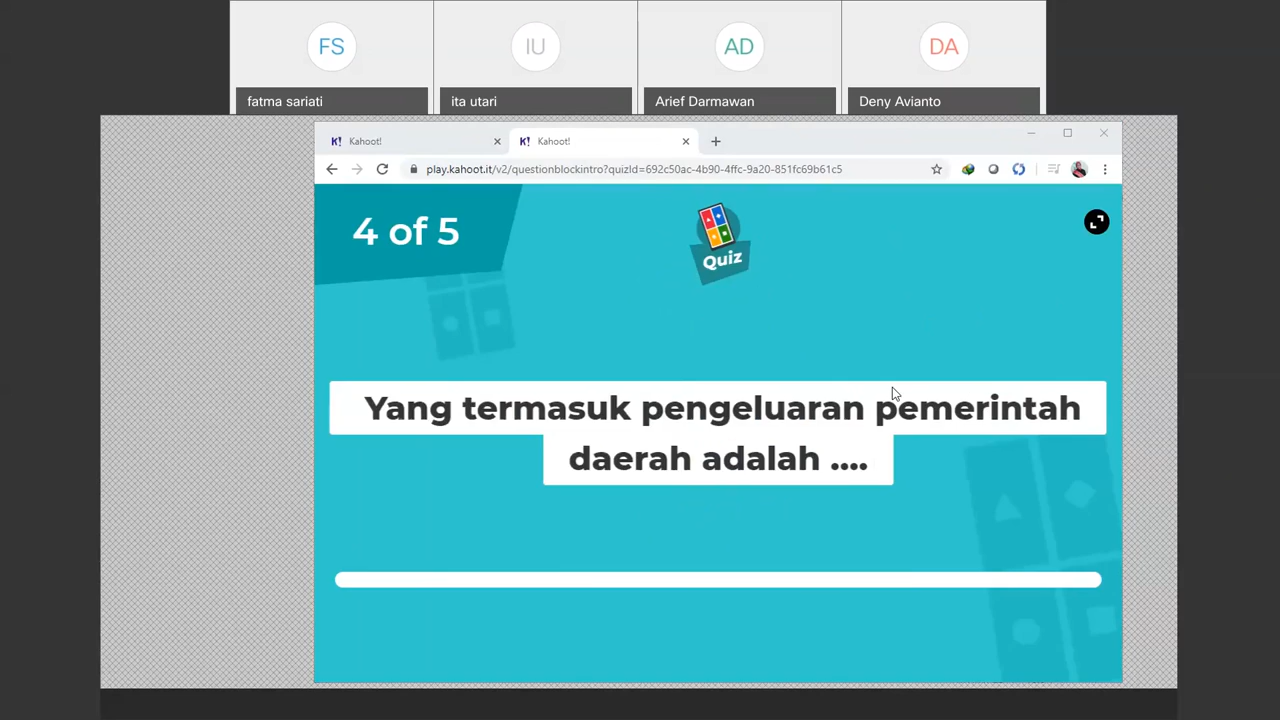 FS
IU
AD
DA
fatma sariati
ita utari
Arief Darmawan
Deny Avianto
K! Kahoot!
K! Kahoot!
play.kahoot.it/v2/questionblockintro?quizId=692c50ac-4b90-4ffc-9a20-851fc69b61c5
4 of 5
Quiz
Yang termasuk pengeluaran pemerintah
daerah adalah ....